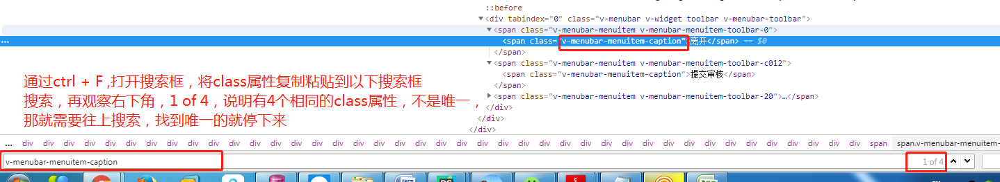 ::before
▼<div tabindex="0" class="v-menubar v-widget toolbar v-menubar-toolbar">
▼<span class="v-menubar-menuitem v-menubar-menuitem-toolbar-0">
... <span class="v-menubar-menuitem-caption">离开</span> == $0
</span>
▼<span class="v-menubar-menuitem v-menubar-menuitem-toolbar-c012">
<span class="v-menubar-menuitem-caption">提交审核</span>
</span>
▶<span class="v-menubar-menuitem v-menubar-menuitem-toolbar-20">…</span>
</div>
</div>
</div>
通过ctrl + F ,打开搜索框，将class属性复制粘贴到以下搜索框
搜索，再观察右下角，1 of 4，说明有4个相同的class属性，不是唯一，
那就需要往上搜索，找到唯一的就停下来
... div div div div div div div div div div div div div div div div div div div div div div div div div div div div div div div div div div div div div div div div div span span.v-menubar-menuitem-
v-menubar-menuitem-caption 1 of 4